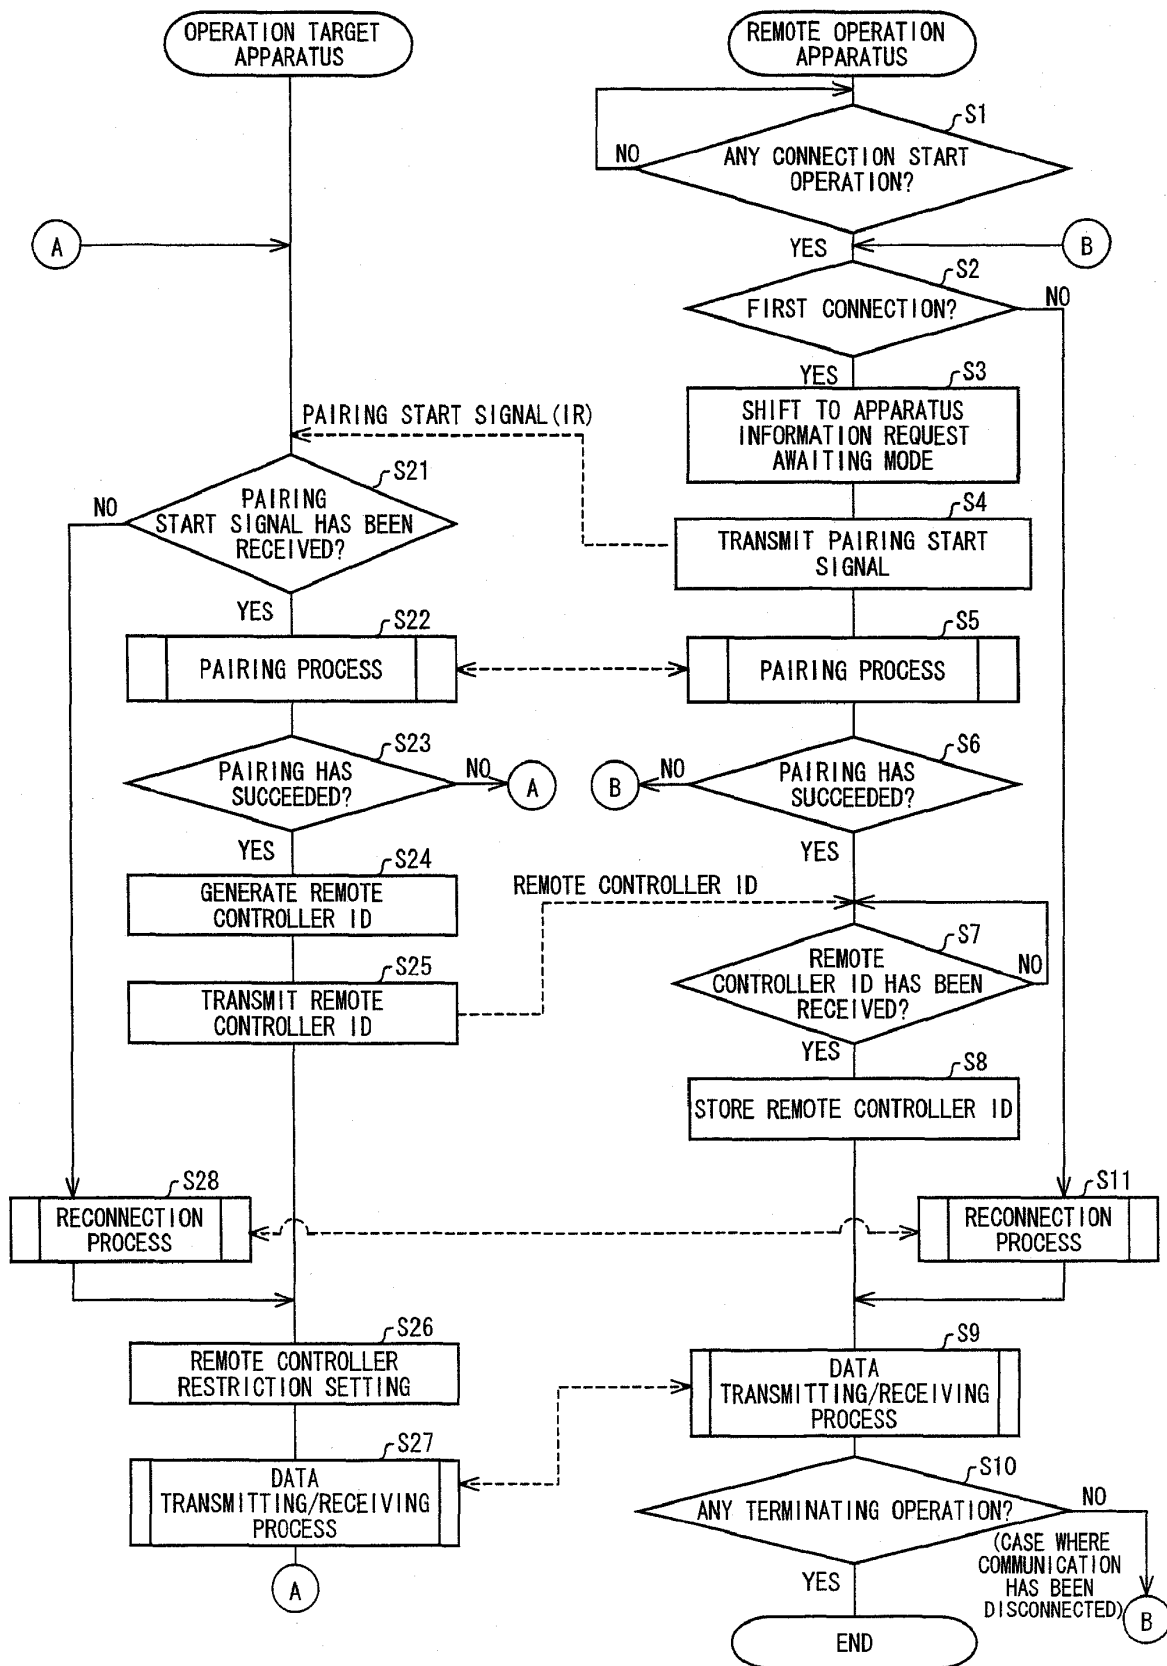 OPERATION TARGET
APPARATUS
REMOTE OPERATION
APPARATUS
S1
ANY CONNECTION START
OPERATION?
NO
YES
A
B
S2
FIRST CONNECTION?
NO
YES
S3
SHIFT TO APPARATUS
INFORMATION REQUEST
AWAITING MODE
PAIRING START SIGNAL(IR)
S21
PAIRING
START SIGNAL HAS BEEN
RECEIVED?
NO
YES
S4
TRANSMIT PAIRING START
SIGNAL
S22
PAIRING PROCESS
S5
PAIRING PROCESS
S23
PAIRING HAS
SUCCEEDED?
NO
A
YES
S6
PAIRING HAS
SUCCEEDED?
NO
B
YES
S24
GENERATE REMOTE
CONTROLLER ID
REMOTE CONTROLLER ID
S25
TRANSMIT REMOTE
CONTROLLER ID
S7
REMOTE
CONTROLLER ID HAS BEEN
RECEIVED?
NO
YES
S8
STORE REMOTE CONTROLLER ID
S28
RECONNECTION
PROCESS
S11
RECONNECTION
PROCESS
S26
REMOTE CONTROLLER
RESTRICTION SETTING
S9
DATA
TRANSMITTING/RECEIVING
PROCESS
S27
DATA
TRANSMITTING/RECEIVING
PROCESS
A
S10
ANY TERMINATING OPERATION?
NO
(CASE WHERE
COMMUNICATION
HAS BEEN
DISCONNECTED)
B
YES
END